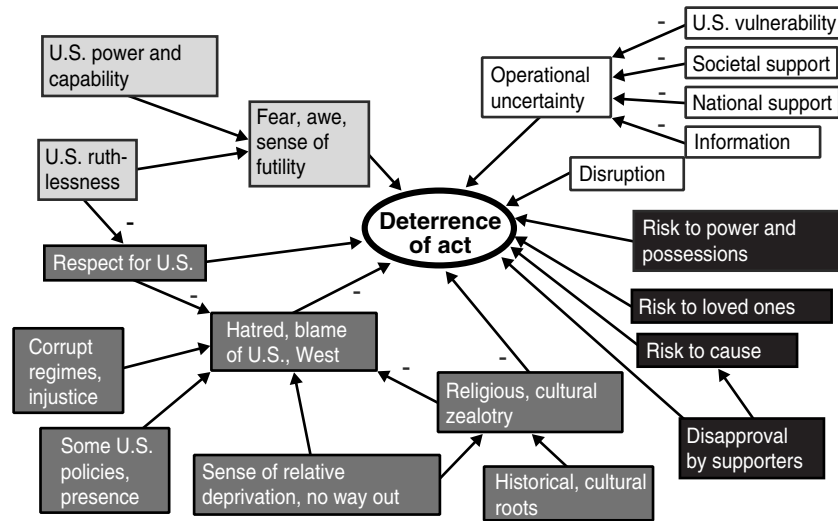 U.S. power and
capability
U.S. ruth-
lessness
Fear, awe,
sense of
futility
Operational
uncertainty
-
U.S. vulnerability
-
Societal support
-
National support
-
Information
Disruption
Deterrence
of act
-
Respect for U.S.
-
-
Hatred, blame
of U.S., West
Corrupt
regimes,
injustice
Some U.S.
policies,
presence
Sense of relative
deprivation, no way out
-
-
Religious, cultural
zealotry
Historical, cultural
roots
Risk to power and
possessions
Risk to loved ones
Risk to cause
Disapproval
by supporters